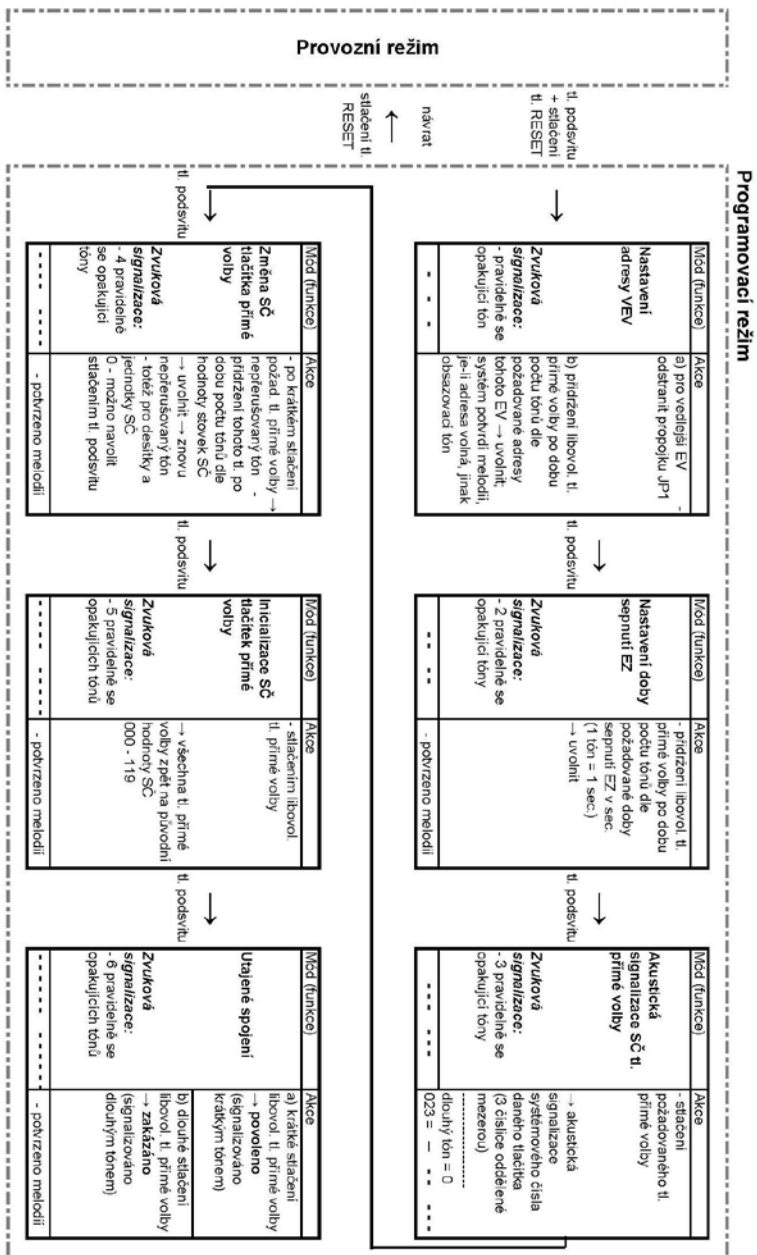 Programovací režim
Provozní režim
tl. podsvitu
+ stlačení
tl. RESET
návrat
stlačení tl.
RESET
Mód (funkce)
Akce
Nastavení
adresy VEV
Zvuková
signalizace:
- pravidelně se
opakující tón
- - -
a) pro vedlejší EV -
odstranit propojku JP1
b) přidržení libovol. tl.
přímé volby po dobu
počtu tónů dle
požadované adresy
tohoto EV → uvolnit;
systém potvrdí melodií,
je-li adresa volná, jinak
obsazovací tón
tl. podsvitu
Mód (funkce)
Akce
Nastavení doby
sepnutí EZ
Zvuková
signalizace:
- 2 pravidelně se
opakující tóny
-- --
- přidržení libovol. tl.
přímé volby po dobu
počtu tónů dle
požadované doby
sepnutí EZ v sec.
(1 tón = 1 sec.)
→ uvolnit
- potvrzeno melodií
tl. podsvitu
Mód (funkce)
Akce
Akustická
signalizace SČ tl.
přímé volby
Zvuková
signalizace:
- 3 pravidelně se
opakující tóny
--- ---
- stlačení
požadovaného tl.
přímé volby
→ akustická
signalizace
systémového čísla
daného tlačítka
(3 číslice oddělené
mezerou)
dlouhý tón = 0
--------------------
023 = — -- ---
tl. podsvitu
Mód (funkce)
Akce
Změna SČ
tlačítka přímé
volby
Zvuková
signalizace:
- 4 pravidelně
se opakující
tóny
---- ----
- po krátkém stlačení
požad. tl. přímé volby →
nepřerušovaný tón -
přidržení tohoto tl. po
dobu počtu tónů dle
hodnoty stovek SČ
→ uvolnit → znovu
nepřerušovaný tón
- totéž pro desítky a
jednotky SČ
0 - možno navolit
stlačením tl. podsvitu
- potvrzeno melodií
tl. podsvitu
Mód (funkce)
Akce
Inicializace SČ
tlačítek přímé
volby
Zvuková
signalizace:
- 5 pravidelně se
opakujících tónů
----- -----
- stlačením libovol.
tl. přímé volby
→ všechna tl. přímé
volby zpět na původní
hodnoty SČ
000 - 119
- potvrzeno melodií
tl. podsvitu
Mód (funkce)
Akce
Utajené spojení
Zvuková
signalizace:
- 6 pravidelně se
opakujících tónů
------ ------
a) krátké stlačení
libovol. tl. přímé volby
→ povoleno
(signalizováno
krátkým tónem)
b) dlouhé stlačení
libovol. tl. přímé volby
→ zakázáno
(signalizováno
dlouhým tónem)
- potvrzeno melodií